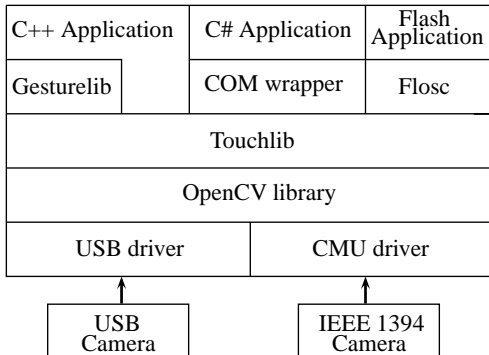 C++ Application
C# Application
Flash
Application
Gesturelib
COM wrapper
Flosc
Touchlib
OpenCV library
USB driver
CMU driver
USB
Camera
IEEE 1394
Camera